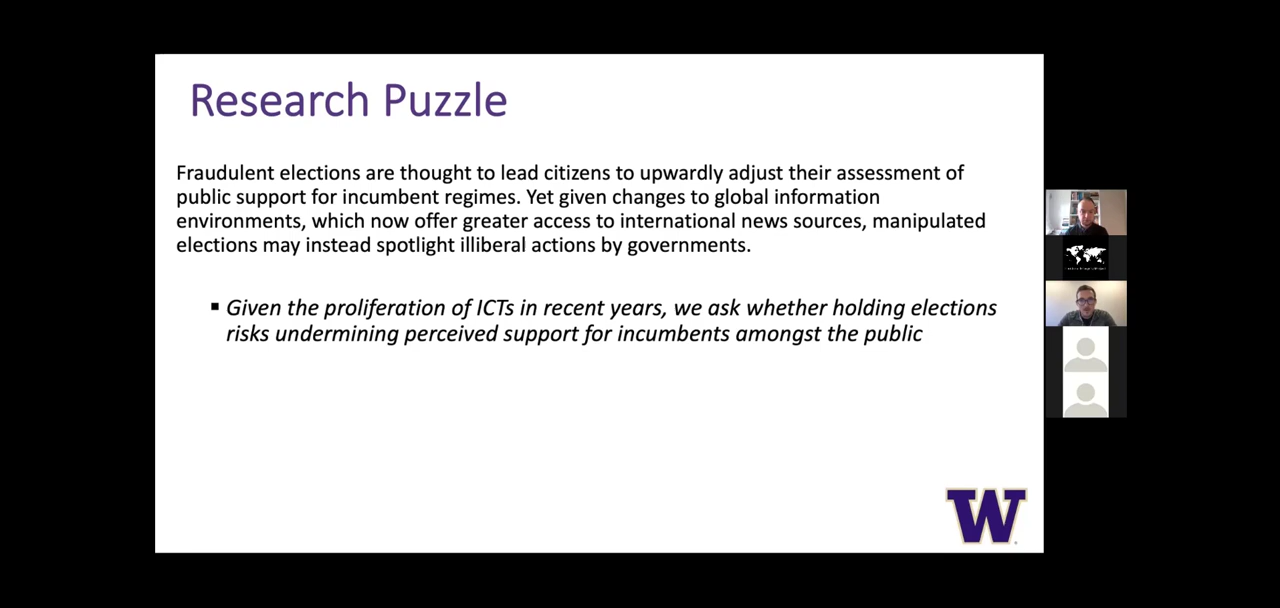 Research Puzzle
Fraudulent elections are thought to lead citizens to upwardly adjust their assessment of
public support for incumbent regimes. Yet given changes to global information
environments, which now offer greater access to international news sources, manipulated
elections may instead spotlight illiberal actions by governments.
▪ Given the proliferation of ICTs in recent years, we ask whether holding elections
risks undermining perceived support for incumbents amongst the public
W